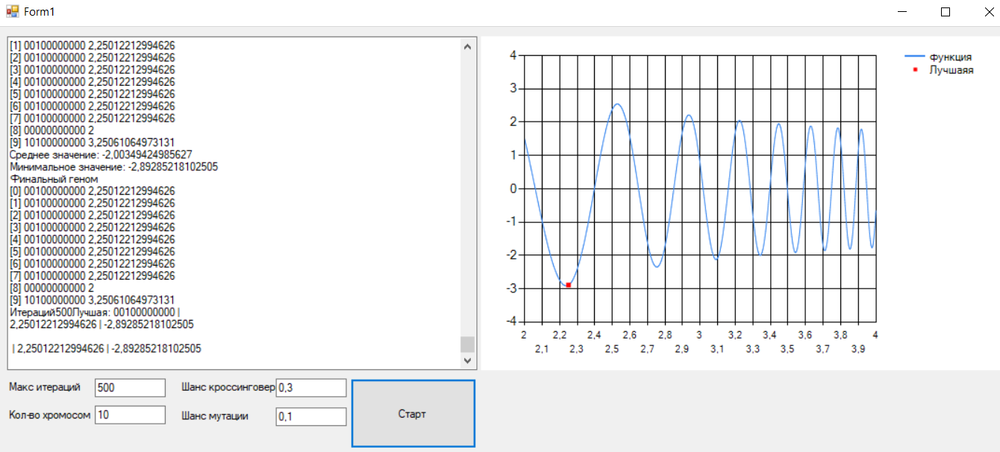 Form1
[1] 00100000000 2,25012212994626
[2] 00100000000 2,25012212994626
[3] 00100000000 2,25012212994626
[4] 00100000000 2,25012212994626
[5] 00100000000 2,25012212994626
[6] 00100000000 2,25012212994626
[7] 00100000000 2,25012212994626
[8] 00000000000 2
[9] 10100000000 3,25061064973131
Среднее значение: -2,00349424985627
Минимальное значение: -2,89285218102505
Финальный геном
[0] 00100000000 2,25012212994626
[1] 00100000000 2,25012212994626
[2] 00100000000 2,25012212994626
[3] 00100000000 2,25012212994626
[4] 00100000000 2,25012212994626
[5] 00100000000 2,25012212994626
[6] 00100000000 2,25012212994626
[7] 00100000000 2,25012212994626
[8] 00000000000 2
[9] 10100000000 3,25061064973131
Итераций500Лучшая: 00100000000 |
2,25012212994626 | -2,89285218102505
| 2,25012212994626 | -2,89285218102505
4
3
2
1
0
-1
-2
-3
-4
2 2,2 2,4 2,6 2,8 3 3,2 3,4 3,6 3,8 4
2,1 2,3 2,5 2,7 2,9 3,1 3,3 3,5 3,7 3,9
функция
Лучшаяя
Макс итераций 500 Шанс кроссинговер 0,3
Кол-во хромосом 10 Шанс мутации 0,1
Старт